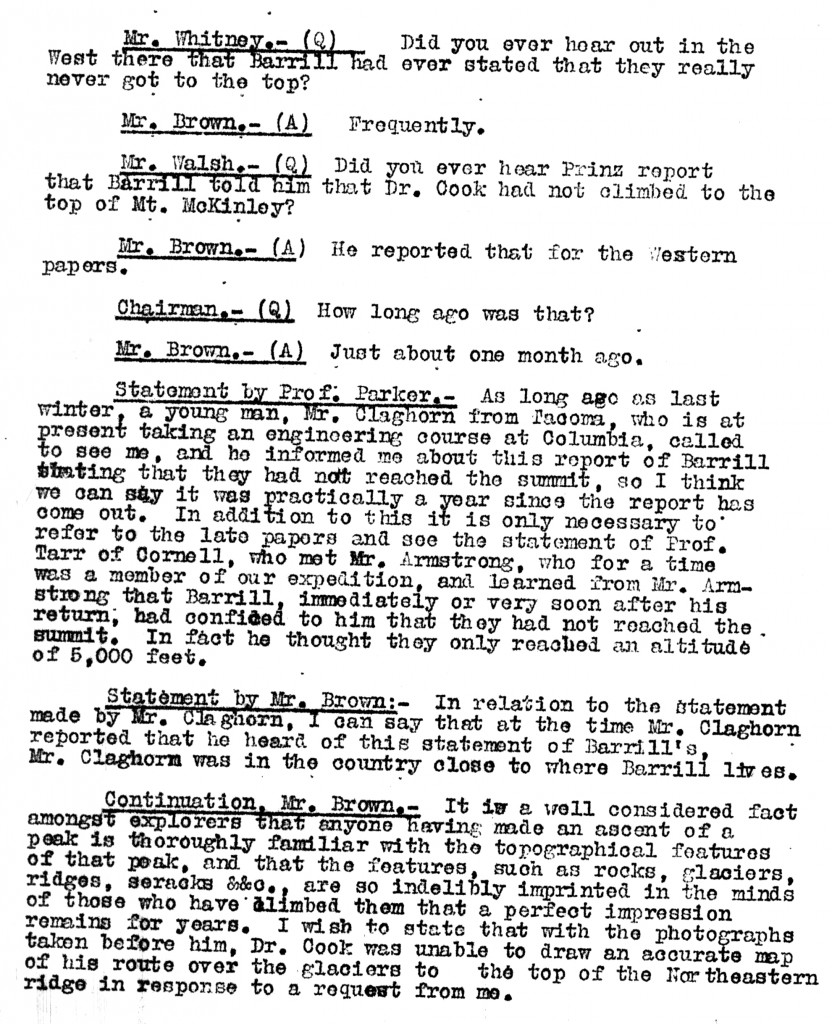 Mr. Whitney.- (Q) Did you ever hear out in the
West there that Barrill had ever stated that they really
never got to the top?
Mr. Brown.- (A) Frequently.
Mr. Walsh.- (Q) Did you ever hear Prinz report
that Barrill told him that Dr. Cook had not climbed to the
top of Mt. McKinley?
Mr. Brown.- (A) He reported that for the Western
papers.
Chairman.- (Q) How long ago was that?
Mr. Brown.- (A) Just about one month ago.
Statement by Prof. Parker.- As long ago as last
winter, a young man, Mr. Claghorn from Tacoma, who is at
present taking an engineering course at Columbia, called
to see me, and he informed me about this report of Barrill
stating that they had not reached the summit, so I think
we can say it was practically a year since the report has
come out. In addition to this it is only necessary to
refer to the late papers and see the statement of Prof.
Tarr of Cornell, who met Mr. Armstrong, who for a time
was a member of our expedition, and learned from Mr. Arm-
strong that Barrill, immediately or very soon after his
return, had confided to him that they had not reached the
summit. In fact he thought they only reached an altitude
of 5,000 feet.
Statement by Mr. Brown:- In relation to the statement
made by Mr. Claghorn, I can say that at the time Mr. Claghorn
reported that he heard of this statement of Barrill's,
Mr. Claghorn was in the country close to where Barrill lives.
Continuation, Mr. Brown.- It is a well considered fact
amongst explorers that anyone having made an ascent of a
peak is thoroughly familiar with the topographical features
of that peak, and that the features, such as rocks, glaciers,
ridges, seracks &&c., are so indelibly imprinted in the minds
of those who have climbed them that a perfect impression
remains for years. I wish to state that with the photographs
taken before him, Dr. Cook was unable to draw an accurate map
of his route over the glaciers to the top of the Northeastern
ridge in response to a request from me.